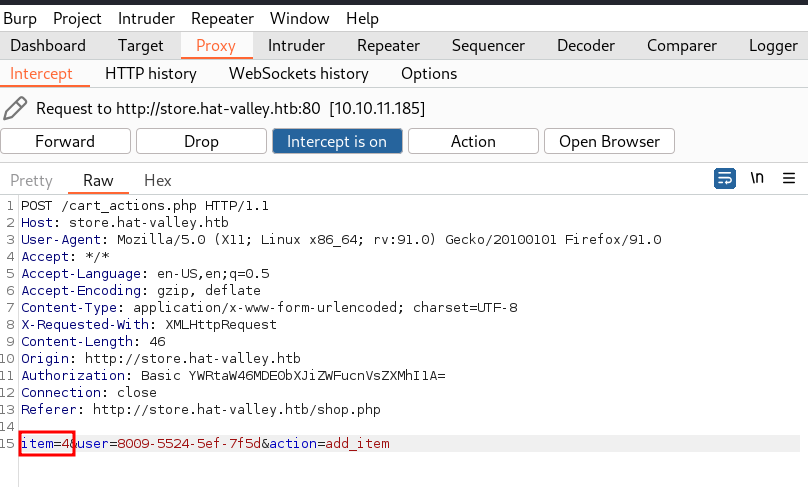 Burp Project Intruder Repeater Window Help
Dashboard Target Proxy Intruder Repeater Sequencer Decoder Comparer Logger
Intercept HTTP history WebSockets history Options
Request to http://store.hat-valley.htb:80 [10.10.11.185]
Forward Drop Intercept is on Action Open Browser
Pretty Raw Hex \n
1 POST /cart_actions.php HTTP/1.1
2 Host: store.hat-valley.htb
3 User-Agent: Mozilla/5.0 (X11; Linux x86_64; rv:91.0) Gecko/20100101 Firefox/91.0
4 Accept: */*
5 Accept-Language: en-US,en;q=0.5
6 Accept-Encoding: gzip, deflate
7 Content-Type: application/x-www-form-urlencoded; charset=UTF-8
8 X-Requested-With: XMLHttpRequest
9 Content-Length: 46
10 Origin: http://store.hat-valley.htb
11 Authorization: Basic YWRtaW46MDE0bXJiZWFucnVsZXMhI1A=
12 Connection: close
13 Referer: http://store.hat-valley.htb/shop.php
14
15 item=4&user=8009-5524-5ef-7f5d&action=add_item